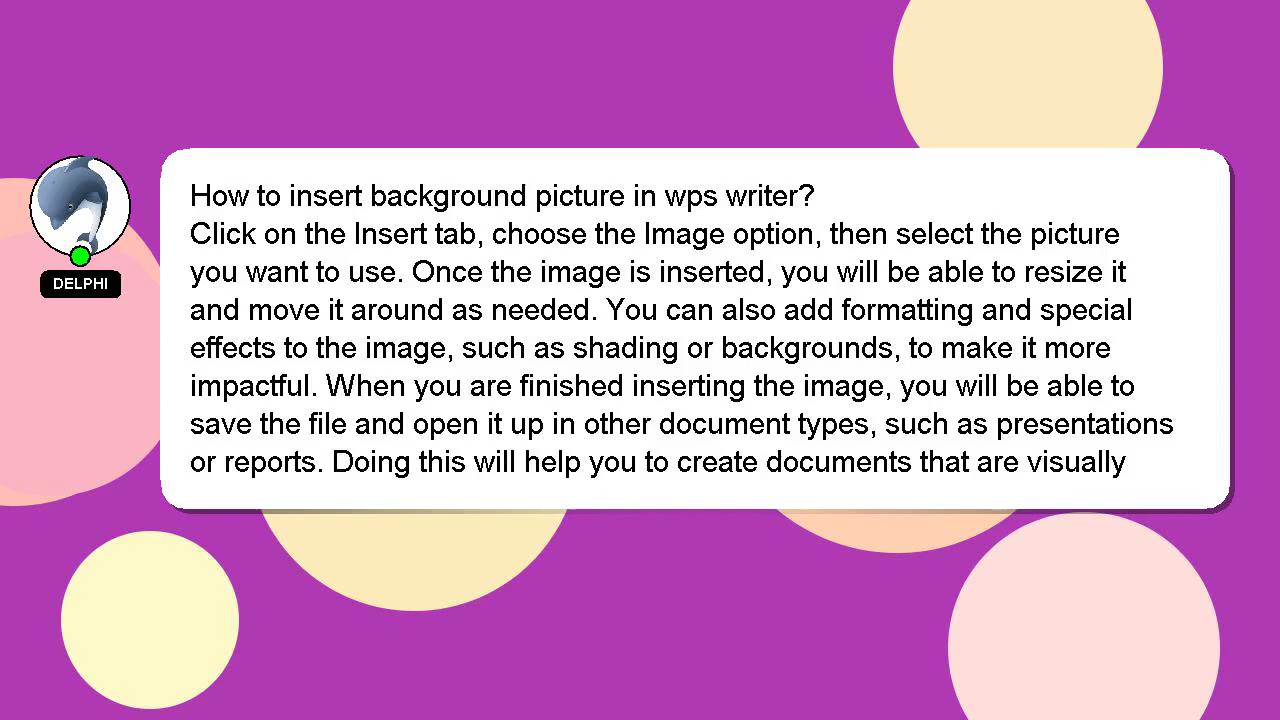 DELPHI
How to insert background picture in wps writer?
Click on the Insert tab, choose the Image option, then select the picture
you want to use. Once the image is inserted, you will be able to resize it
and move it around as needed. You can also add formatting and special
effects to the image, such as shading or backgrounds, to make it more
impactful. When you are finished inserting the image, you will be able to
save the file and open it up in other document types, such as presentations
or reports. Doing this will help you to create documents that are visually